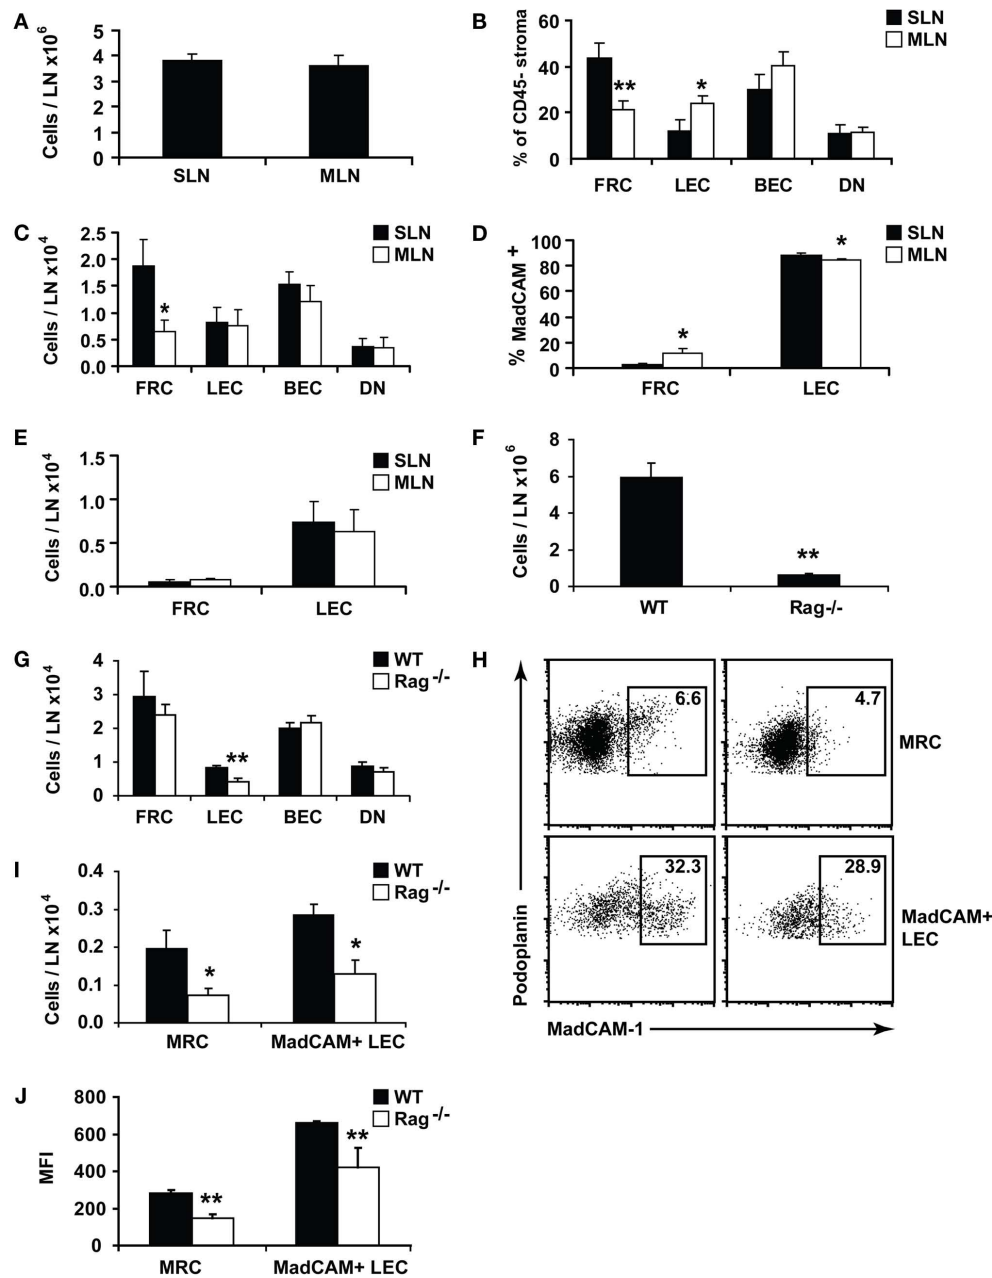 A
Cells / LN x10^6
5
4
3
2
1
0
SLN
MLN
B
% of CD45- stroma
60
40
20
0
**
*
SLN
MLN
FRC
LEC
BEC
DN
C
Cells / LN x10^4
2.5
2.0
1.5
1.0
0.5
0.0
*
SLN
MLN
FRC
LEC
BEC
DN
D
% MadCAM +
100
80
60
40
20
0
*
*
SLN
MLN
FRC
LEC
E
Cells / LN x10^4
1.5
1.0
0.5
0.0
SLN
MLN
FRC
LEC
F
Cells / LN x10^6
8
6
4
2
0
**
WT
Rag-/-
G
Cells / LN x10^4
4
3
2
1
0
**
WT
Rag -/-
FRC
LEC
BEC
DN
H
6.6
4.7
MRC
32.3
28.9
MadCAM+
LEC
Podoplanin
MadCAM-1
I
Cells / LN x10^4
0.4
0.3
0.2
0.1
0.0
*
*
WT
Rag -/-
MRC
MadCAM+ LEC
J
MFI
800
600
400
200
0
**
**
WT
Rag -/-
MRC
MadCAM+ LEC